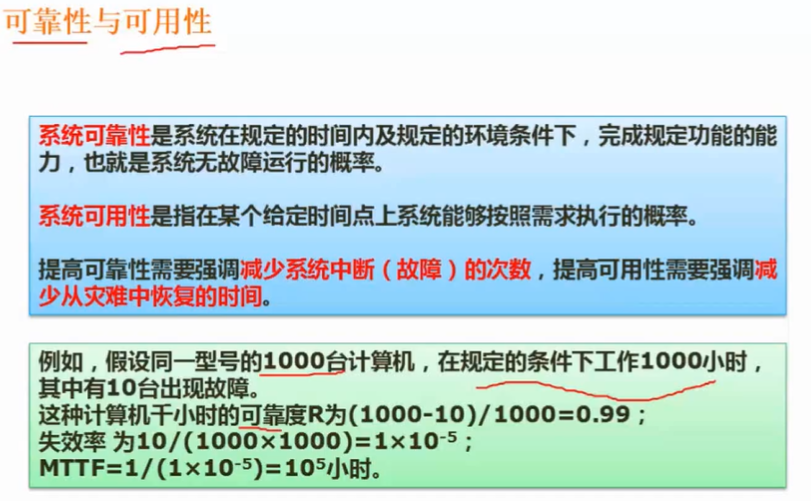 可靠性与可用性
系统可靠性是系统在规定的时间内及规定的环境条件下，完成规定功能的能
力，也就是系统无故障运行的概率。
系统可用性是指在某个给定时间点上系统能够按照需求执行的概率。
提高可靠性需要强调减少系统中断（故障）的次数，提高可用性需要强调减
少从灾难中恢复的时间。
例如，假设同一型号的1000台计算机，在规定的条件下工作1000小时，
其中有10台出现故障。
这种计算机千小时的可靠度R为(1000-10)/1000=0.99；
失效率 为10/(1000×1000)=1×10⁻⁵；
MTTF=1/(1×10⁻⁵)=10⁵小时。